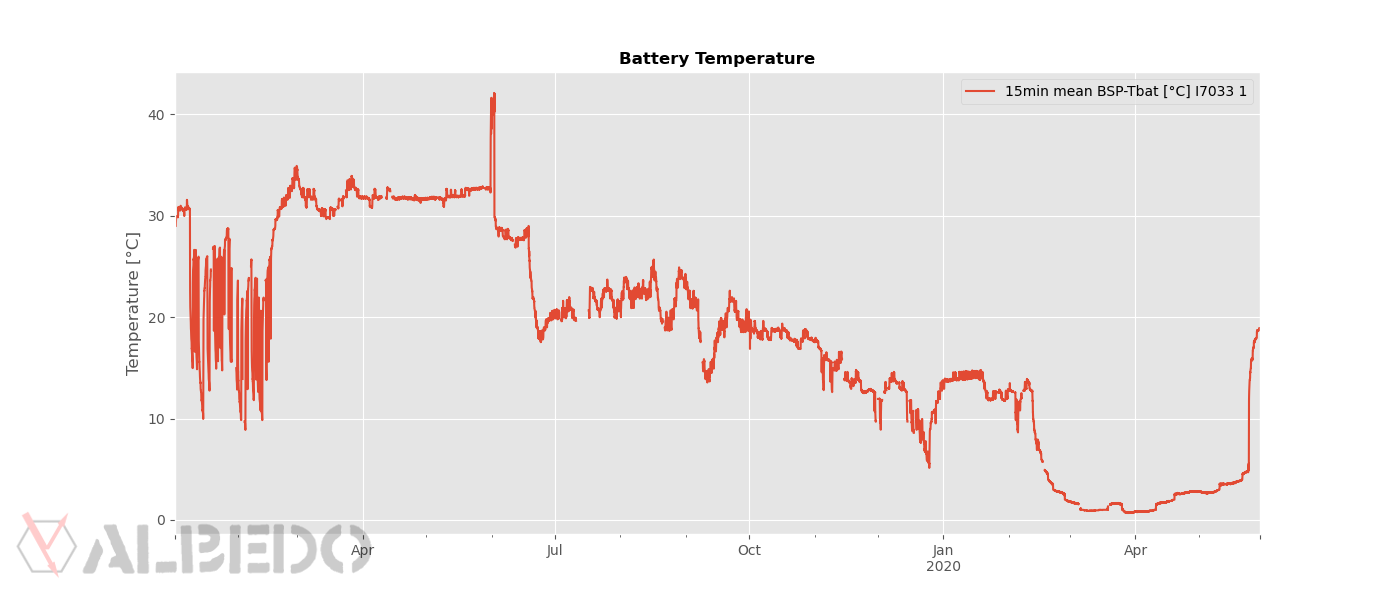 Battery Temperature
15min mean BSP-Tbat [°C] I7033 1
Temperature [°C]
40
30
20
10
0
Apr
Jul
Oct
Jan
2020
Apr
ALBEDO